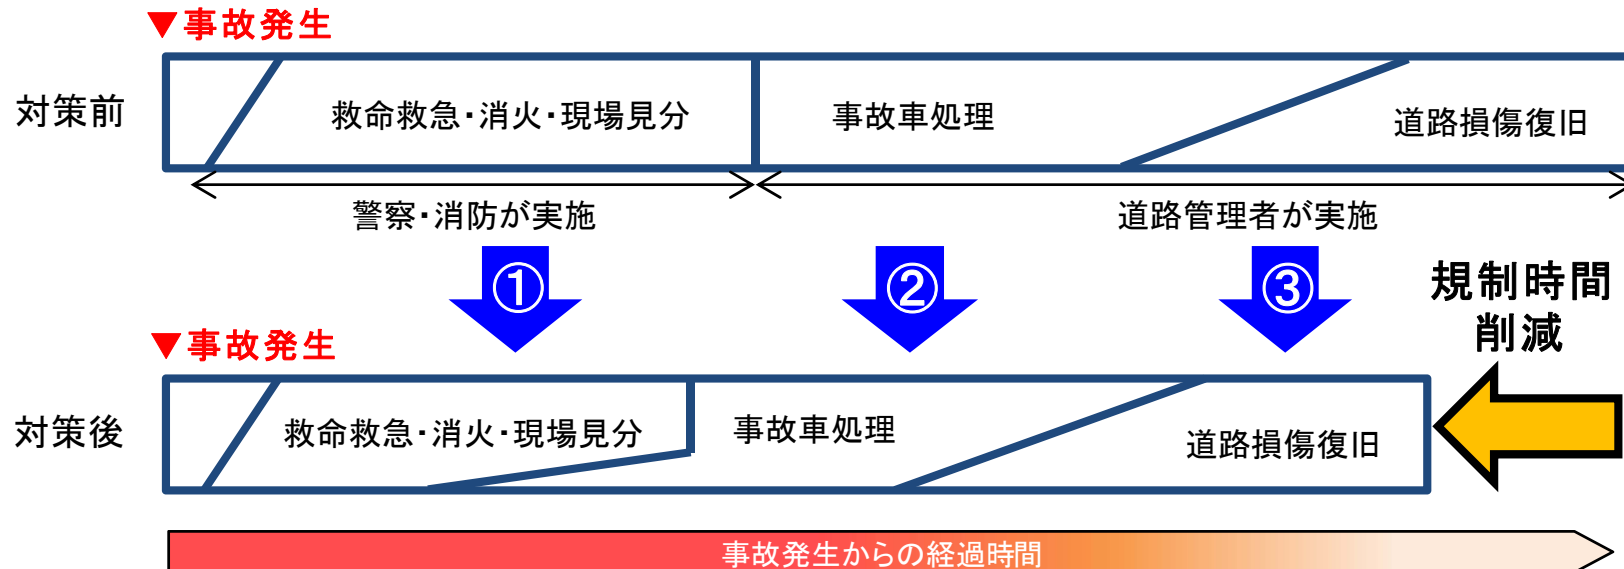 ▼事故発生
対策前
救命救急・消火・現場見分
事故車処理
道路損傷復旧
警察・消防が実施
道路管理者が実施
①
②
③
規制時間
削減
▼事故発生
対策後
救命救急・消火・現場見分
事故車処理
道路損傷復旧
事故発生からの経過時間